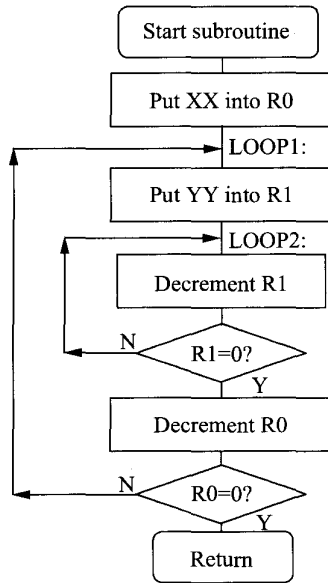 Start subroutine
Put XX into R0
LOOP1:
Put YY into R1
LOOP2:
Decrement R1
N
R1=0?
Y
Decrement R0
N
R0=0?
Y
Return